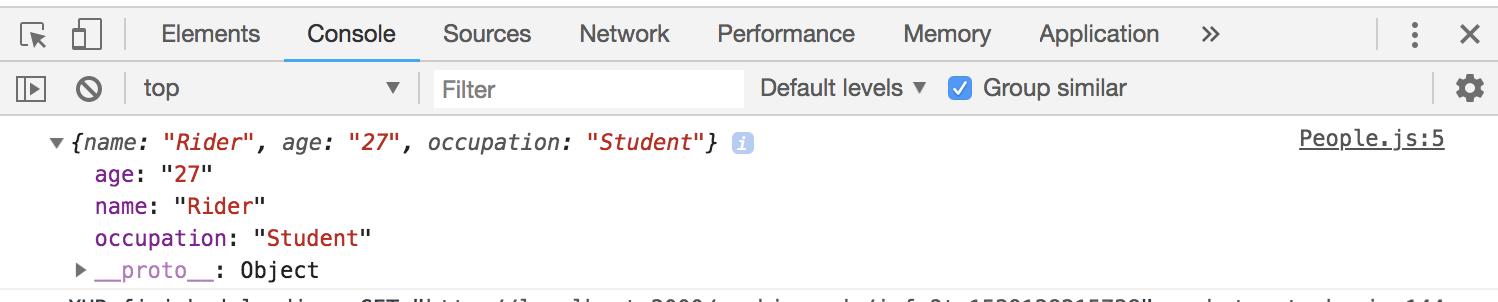 Elements Console Sources Network Performance Memory Application »
top Filter Default levels Group similar
{name: "Rider", age: "27", occupation: "Student"} i People.js:5
age: "27"
name: "Rider"
occupation: "Student"
__proto__: Object